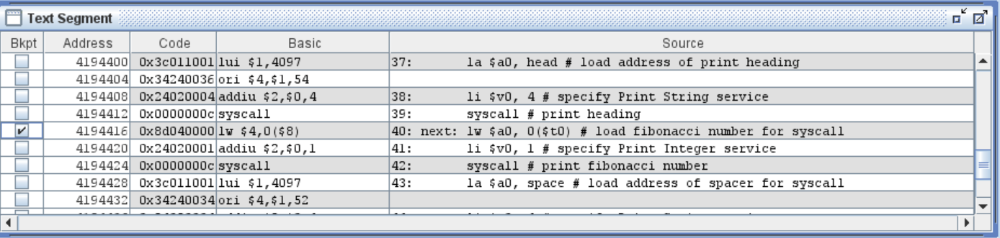 Text Segment
Bkpt Address Code Basic Source
4194400 0x3c011001 lui $1,4097 37: la $a0, head # load address of print heading
4194404 0x34240036 ori $4,$1,54
4194408 0x24020004 addiu $2,$0,4 38: li $v0, 4 # specify Print String service
4194412 0x0000000c syscall 39: syscall # print heading
4194416 0x8d040000 lw $4,0($8) 40: next: lw $a0, 0($t0) # load fibonacci number for syscall
4194420 0x24020001 addiu $2,$0,1 41: li $v0, 1 # specify Print Integer service
4194424 0x0000000c syscall 42: syscall # print fibonacci number
4194428 0x3c011001 lui $1,4097 43: la $a0, space # load address of spacer for syscall
4194432 0x34240034 ori $4,$1,52